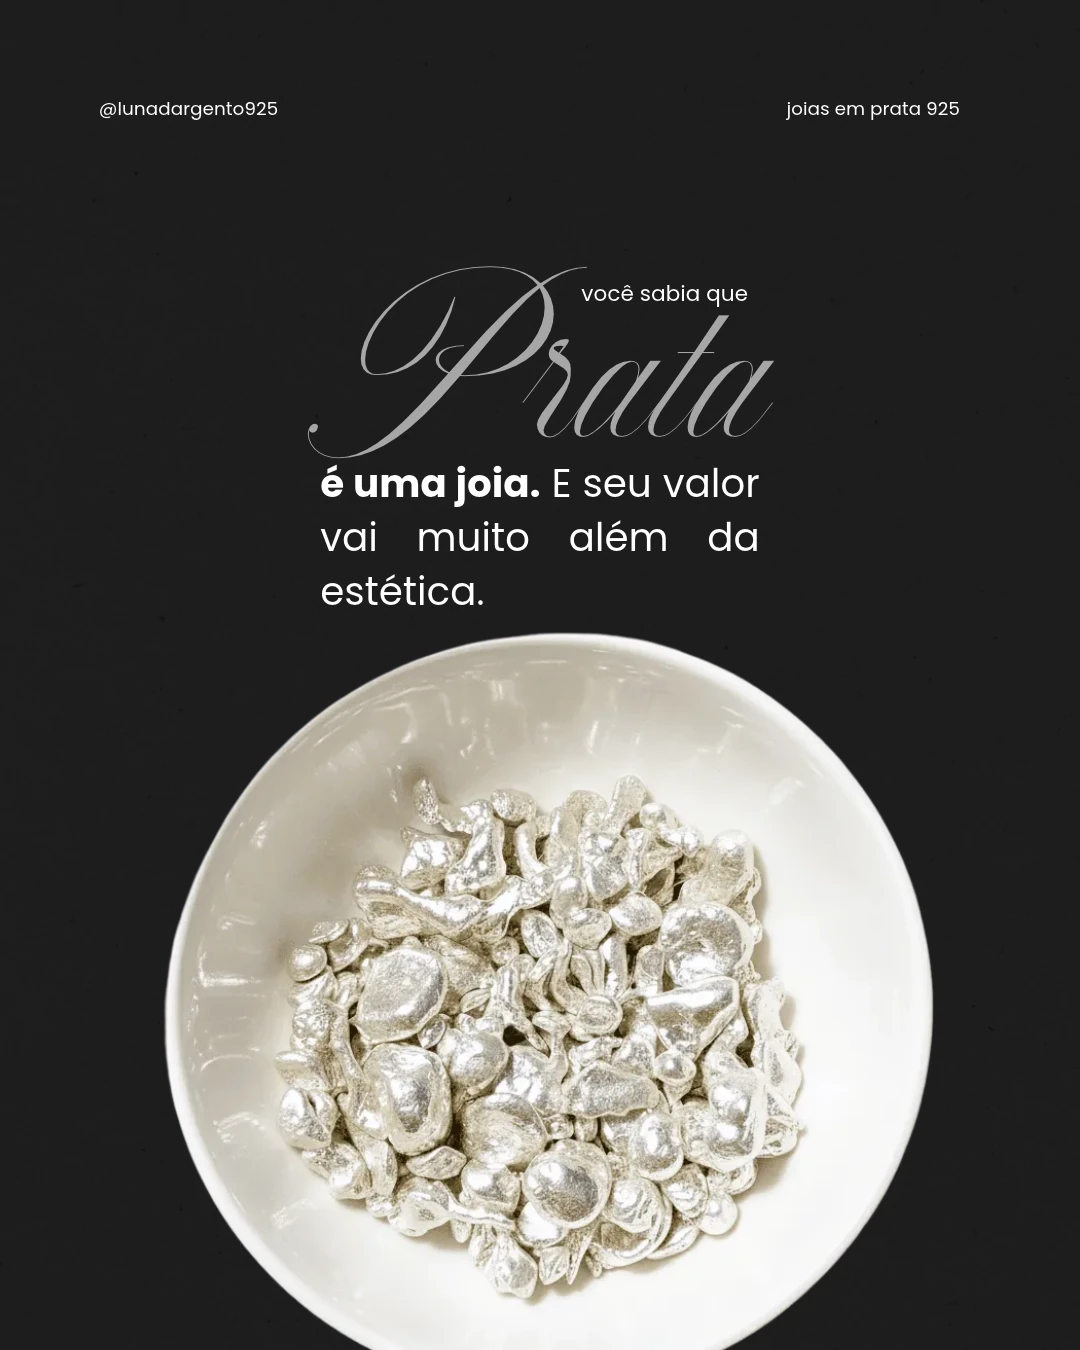 @lunadargento925
joias em prata 925
você sabia que
Prata
é uma joia. E seu valor
vai muito além da
estética.